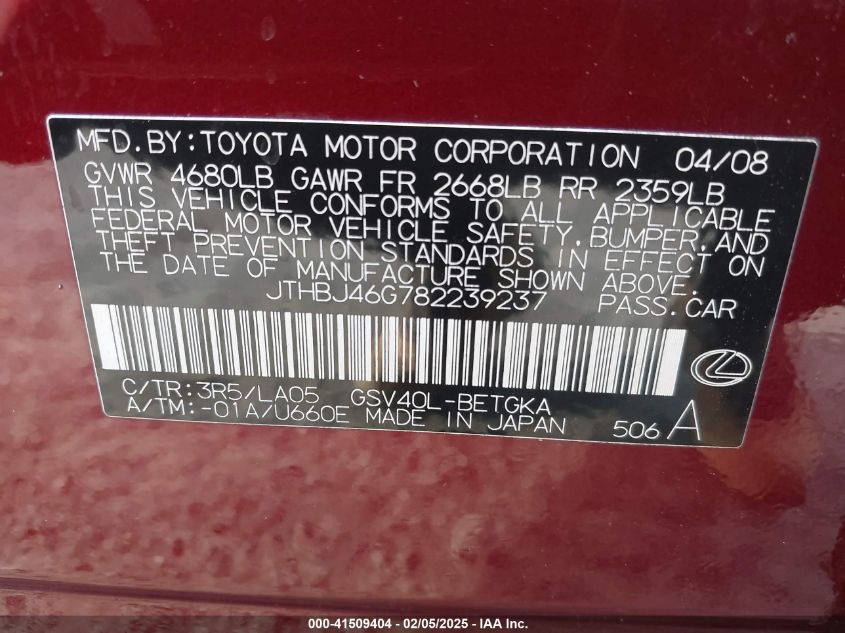 MFD.BY:TOYOTA MOTOR CORPORATION 04/08
GVWR 4680LB GAWR FR 2668LB RR 2359LB
THIS VEHICLE CONFORMS TO ALL APPLICABLE
FEDERAL MOTOR VEHICLE SAFETY,BUMPER,AND
THEFT PREVENTION STANDARDS IN EFFECT ON
THE DATE OF MANUFACTURE SHOWN ABOVE.
JTHBJ46G782239237 PASS.CAR
C/TR:3R5/LA05 GSV40L-BETGKA
A/TM:-01A/U660E MADE IN JAPAN 506 A
000-41509404 - 02/05/2025 - IAA Inc.